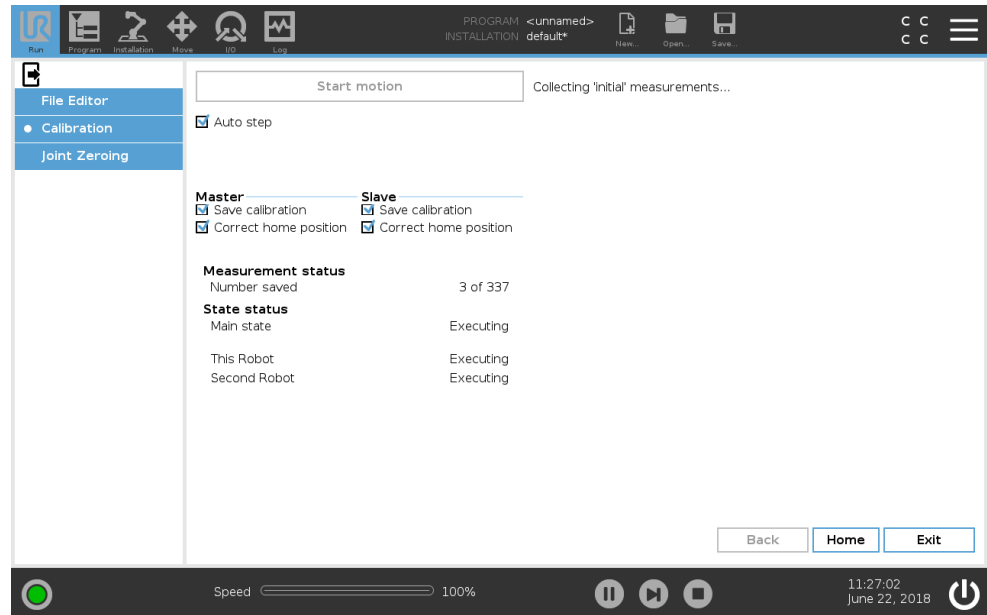 PROGRAM <unnamed>
INSTALLATION default*
UR
Run Program Installation Move I/O Log New... Open... Save...
C C
C C
File Editor
Calibration
Joint Zeroing
Start motion
Collecting 'initial' measurements...
Auto step
Master Slave
Save calibration Save calibration
Correct home position Correct home position
Measurement status
Number saved 3 of 337
State status
Main state Executing
This Robot Executing
Second Robot Executing
Back Home Exit
Speed 100%
11:27:02
June 22, 2018